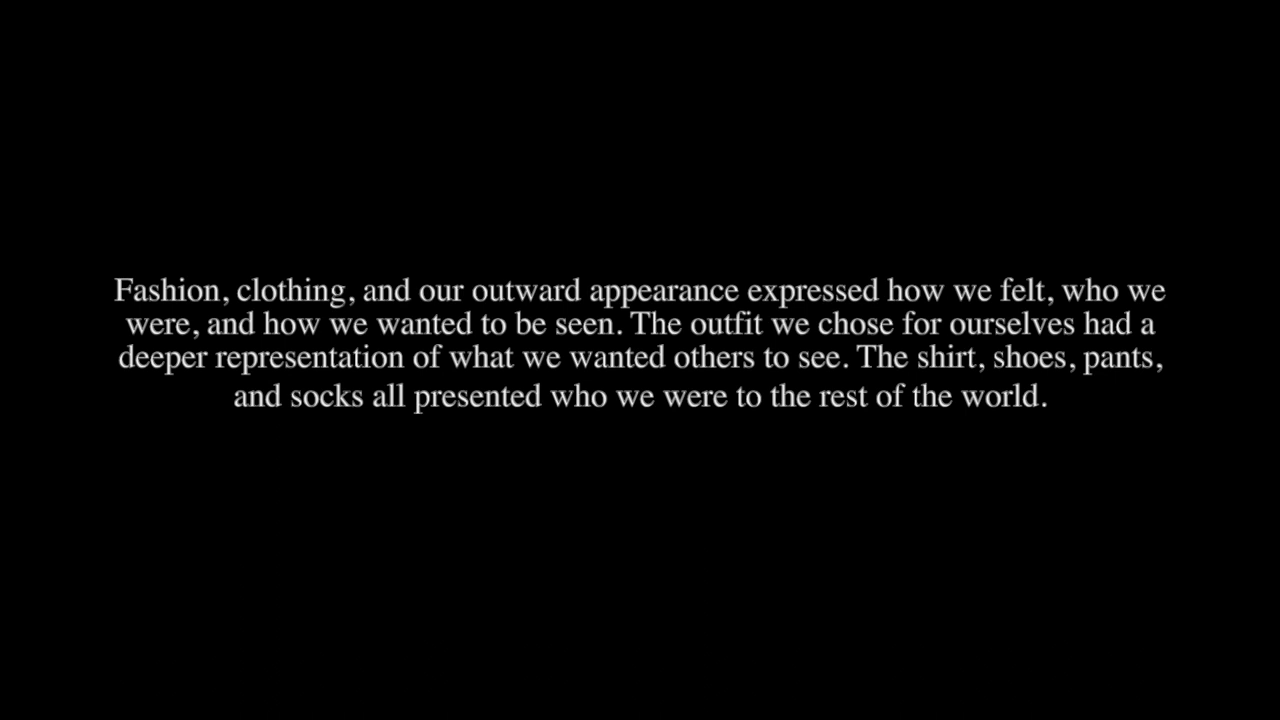 Fashion, clothing, and our outward appearance expressed how we felt, who we
were, and how we wanted to be seen. The outfit we chose for ourselves had a
deeper representation of what we wanted others to see. The shirt, shoes, pants,
and socks all presented who we were to the rest of the world.